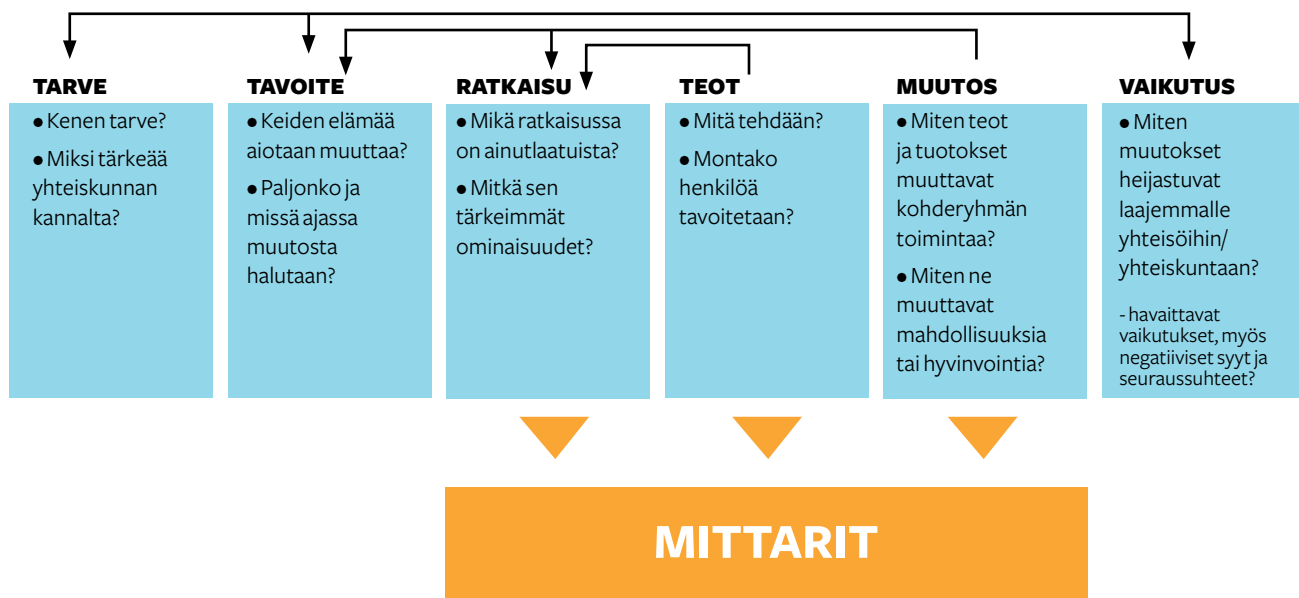 TARVE
• Kenen tarve?
• Miksi tärkeää
yhteiskunnan
kannalta?
TAVOITE
• Keiden elämää
aiotaan muuttaa?
• Paljonko ja
missä ajassa
muutosta
halutaan?
RATKAISU
• Mikä ratkaisussa
on ainutlaatuista?
• Mitkä sen
tärkeimmät
ominaisuudet?
TEOT
• Mitä tehdään?
• Montako
henkilöä
tavoitetaan?
MUUTOS
• Miten teot
ja tuotokset
muuttavat
kohderyhmän
toimintaa?
• Miten ne
muuttavat
mahdollisuuksia
tai hyvinvointia?
VAIKUTUS
• Miten
muutokset
heijastuvat
laajemmalle
yhteisöihin/
yhteiskuntaan?
- havaittavat
vaikutukset, myös
negatiiviset syyt ja
seuraussuhteet?
MITTARIT